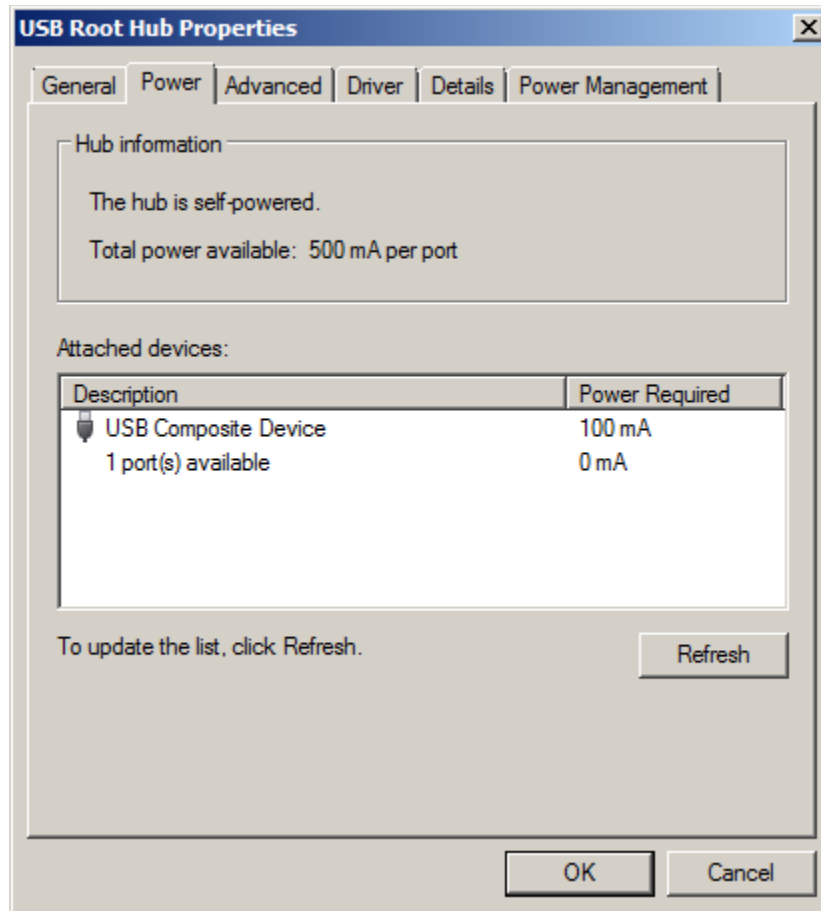 USB Root Hub Properties
General Power Advanced Driver Details Power Management
Hub information
The hub is self-powered.
Total power available: 500 mA per port
Attached devices:
Description Power Required
USB Composite Device 100 mA
1 port(s) available 0 mA
To update the list, click Refresh.
Refresh
OK Cancel